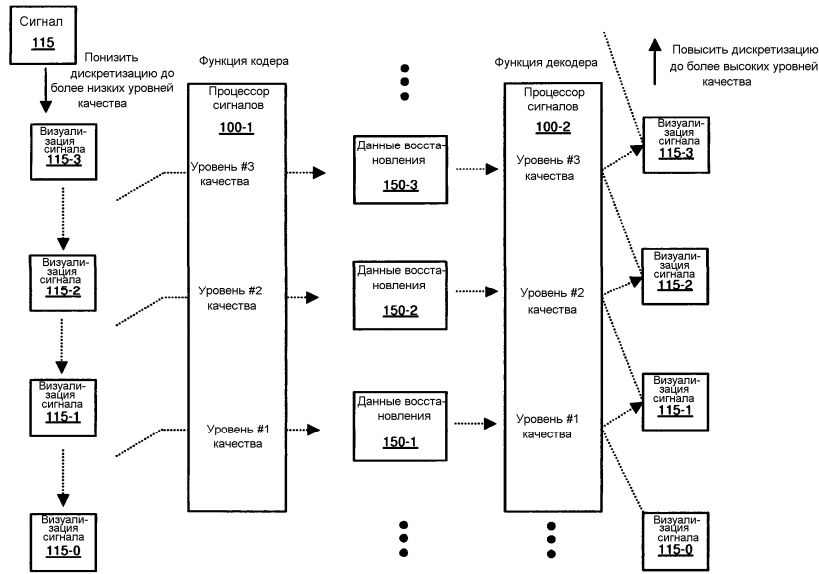 Сигнал
115
Понизить
дискретизацию до
более низких уровней
качества
Визуали-
зация
сигнала
115-3
Визуали-
зация
сигнала
115-2
Визуали-
зация
сигнала
115-1
Визуали-
зация
сигнала
115-0
Функция кодера
Процессор
сигналов
100-1
Уровень #3
качества
Уровень #2
качества
Уровень #1
качества
Данные восста-
новления
150-3
Данные восста-
новления
150-2
Данные восста-
новления
150-1
Функция декодера
Процессор
сигналов
100-2
Уровень #3
качества
Уровень #2
качества
Уровень #1
качества
Повысить дискретизацию
до более высоких уровней
качества
Визуали-
зация
сигнала
115-3
Визуали-
зация
сигнала
115-2
Визуали-
зация
сигнала
115-1
Визуали-
зация
сигнала
115-0